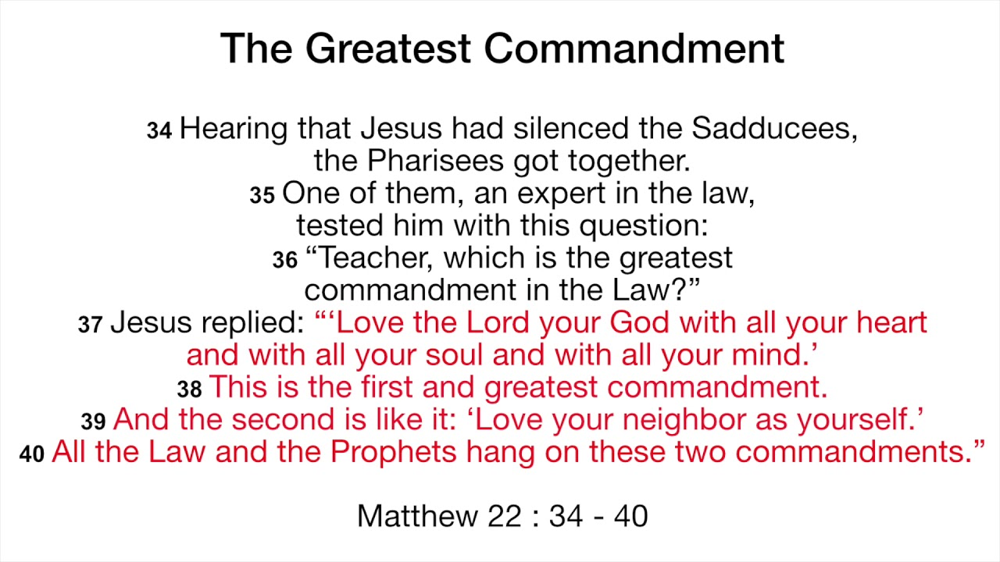 The Greatest Commandment
34 Hearing that Jesus had silenced the Sadducees,
the Pharisees got together.
35 One of them, an expert in the law,
tested him with this question:
36 “Teacher, which is the greatest
commandment in the Law?”
37 Jesus replied: “‘Love the Lord your God with all your heart
and with all your soul and with all your mind.’
38 This is the first and greatest commandment.
39 And the second is like it: ‘Love your neighbor as yourself.’
40 All the Law and the Prophets hang on these two commandments.”
Matthew 22 : 34 - 40